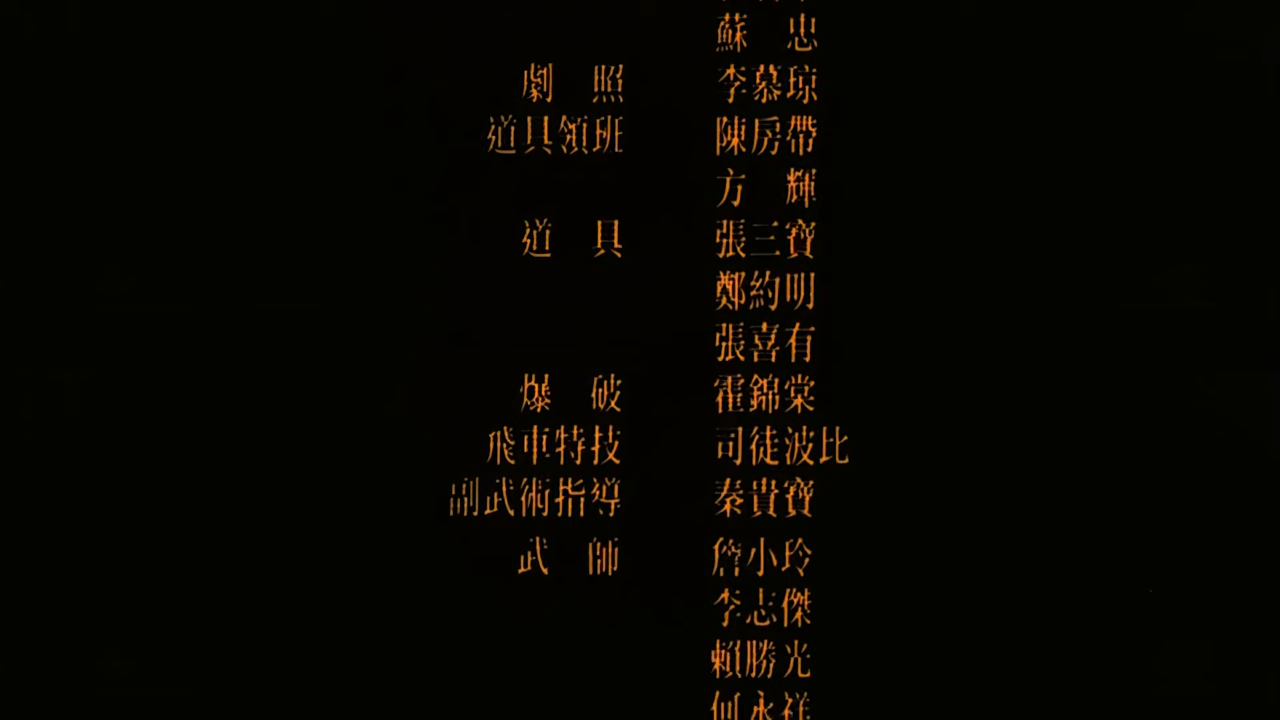 蘇　忠
劇　照　李慕琼
道具領班　陳房帶
方　輝
道　具　張三寶
鄭約明
張喜有
爆　破　霍錦棠
飛車特技　司徒波比
副武術指導　秦貴寶
武　師　詹小玲
李志傑
賴勝光
何永祥